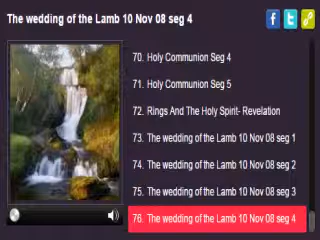 The wedding of the Lamb 10 Nov 08 seg 4
70. Holy Communion Seg 4
71. Holy Communion Seg 5
72. Rings And The Holy Spirit- Revelation
73. The wedding of the Lamb 10 Nov 08 seg 1
74. The wedding of the Lamb 10 Nov 08 seg 2
75. The wedding of the Lamb 10 Nov 08 seg 3
76. The wedding of the Lamb 10 Nov 08 seg 4